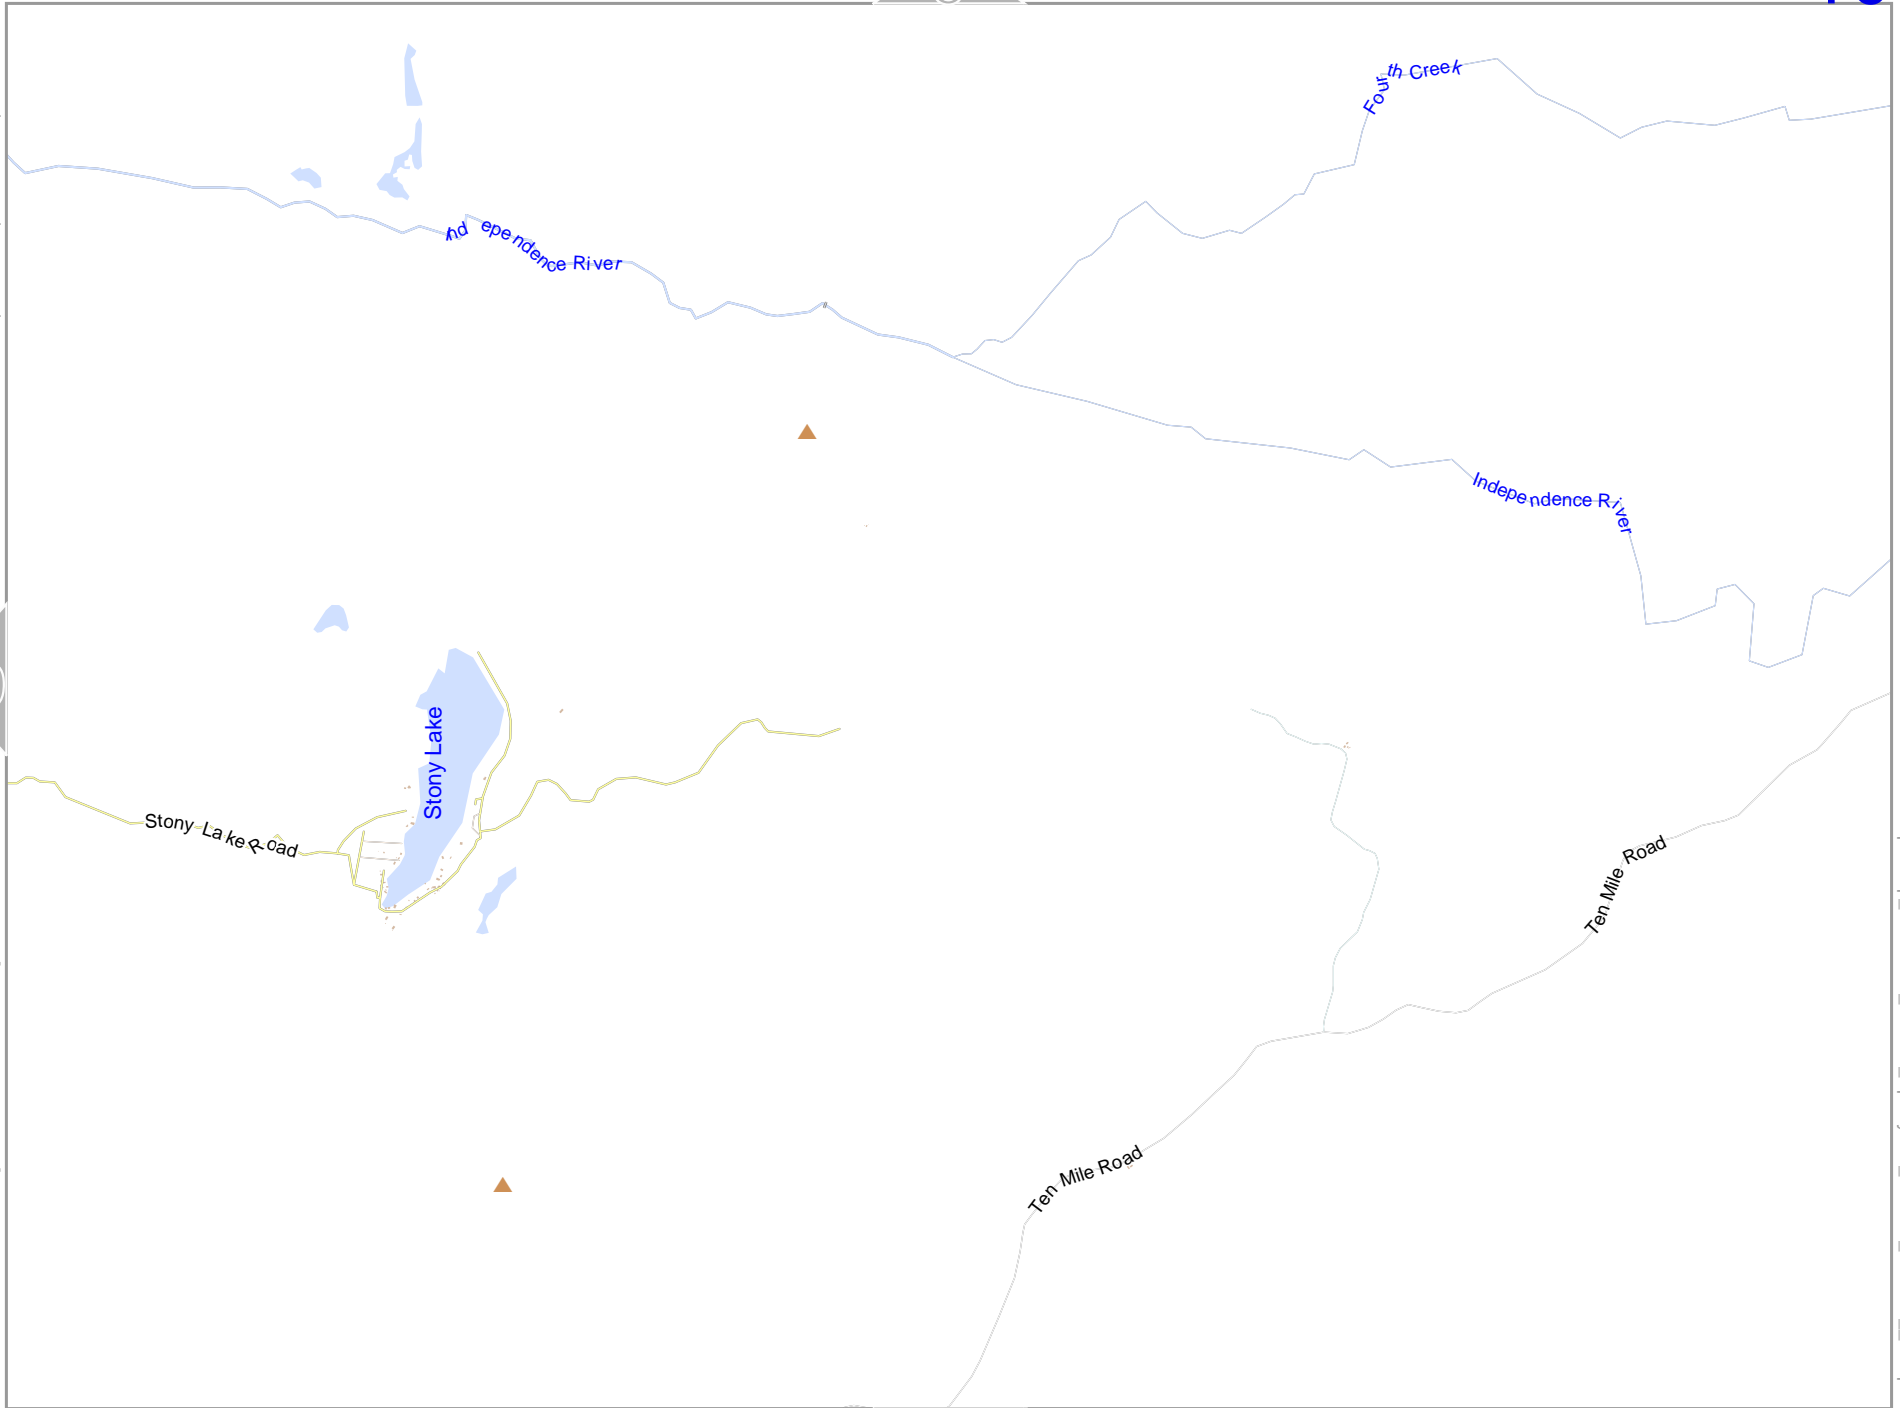 Fourth Creek
Independence River
Independence River
Stony Lake
Stony Lake Road
Ten Mile Road
Ten Mile Road